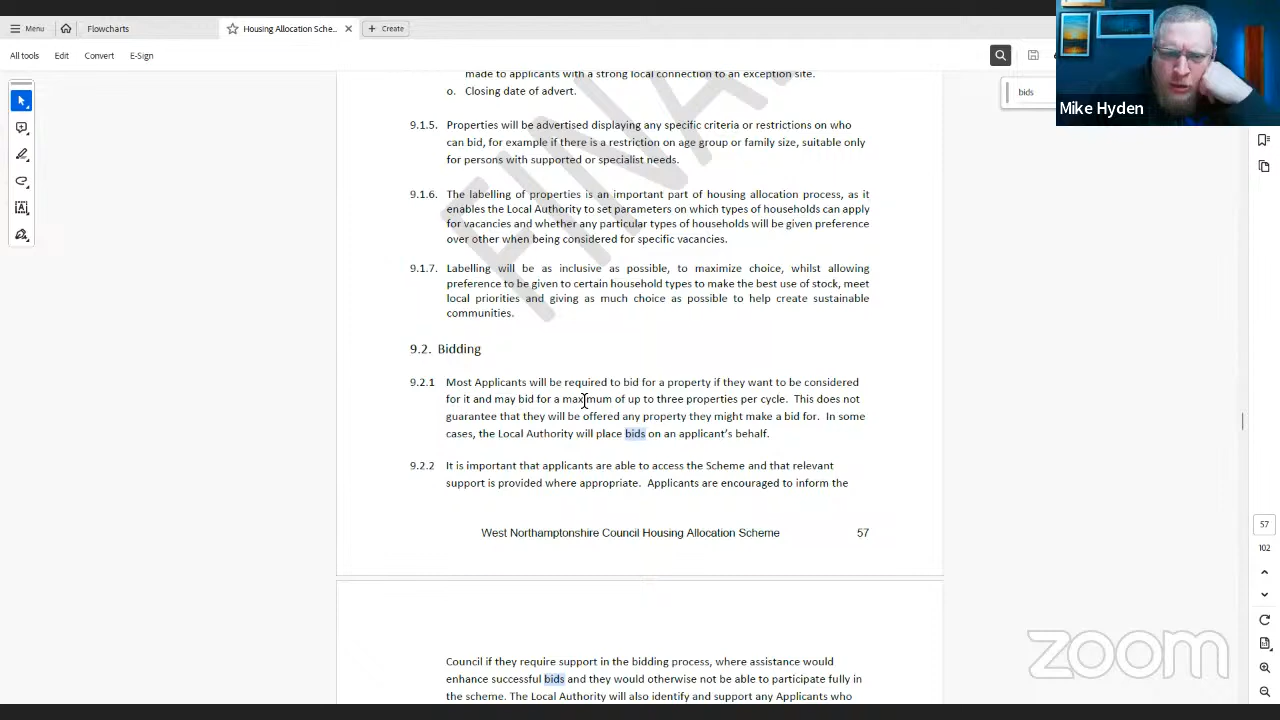 Menu
Flowcharts
Housing Allocation Sche...
Create
All tools
Edit
Convert
E-Sign
bids
Mike Hyden
made to applicants with a strong local connection to an exception site.
o. Closing date of advert.
9.1.5. Properties will be advertised displaying any specific criteria or restrictions on who
can bid, for example if there is a restriction on age group or family size, suitable only
for persons with supported or specialist needs.
9.1.6. The labelling of properties is an important part of housing allocation process, as it
enables the Local Authority to set parameters on which types of households can apply
for vacancies and whether any particular types of households will be given preference
over other when being considered for specific vacancies.
9.1.7. Labelling will be as inclusive as possible, to maximize choice, whilst allowing
preference to be given to certain household types to make the best use of stock, meet
local priorities and giving as much choice as possible to help create sustainable
communities.
9.2. Bidding
9.2.1 Most Applicants will be required to bid for a property if they want to be considered
for it and may bid for a maximum of up to three properties per cycle. This does not
guarantee that they will be offered any property they might make a bid for. In some
cases, the Local Authority will place bids on an applicant's behalf.
9.2.2 It is important that applicants are able to access the Scheme and that relevant
support is provided where appropriate. Applicants are encouraged to inform the
West Northamptonshire Council Housing Allocation Scheme 57
57
102
Council if they require support in the bidding process, where assistance would
enhance successful bids and they would otherwise not be able to participate fully in
the scheme. The Local Authority will also identify and support any Applicants who
zoom